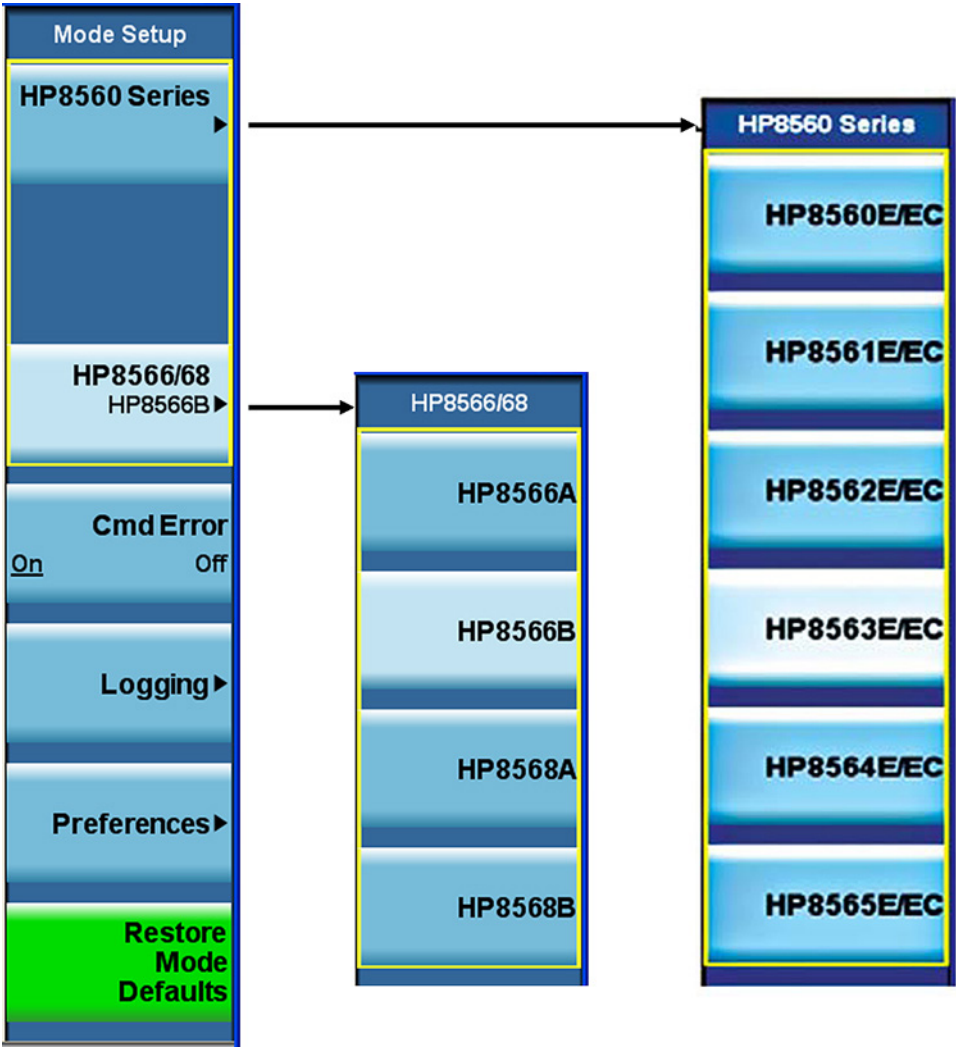 Mode Setup
HP8560 Series
HP8566/68
HP8566B
Cmd Error
On Off
Logging
Preferences
Restore
Mode
Defaults
HP8566/68
HP8566A
HP8566B
HP8568A
HP8568B
HP8560 Series
HP8560E/EC
HP8561E/EC
HP8562E/EC
HP8563E/EC
HP8564E/EC
HP8565E/EC